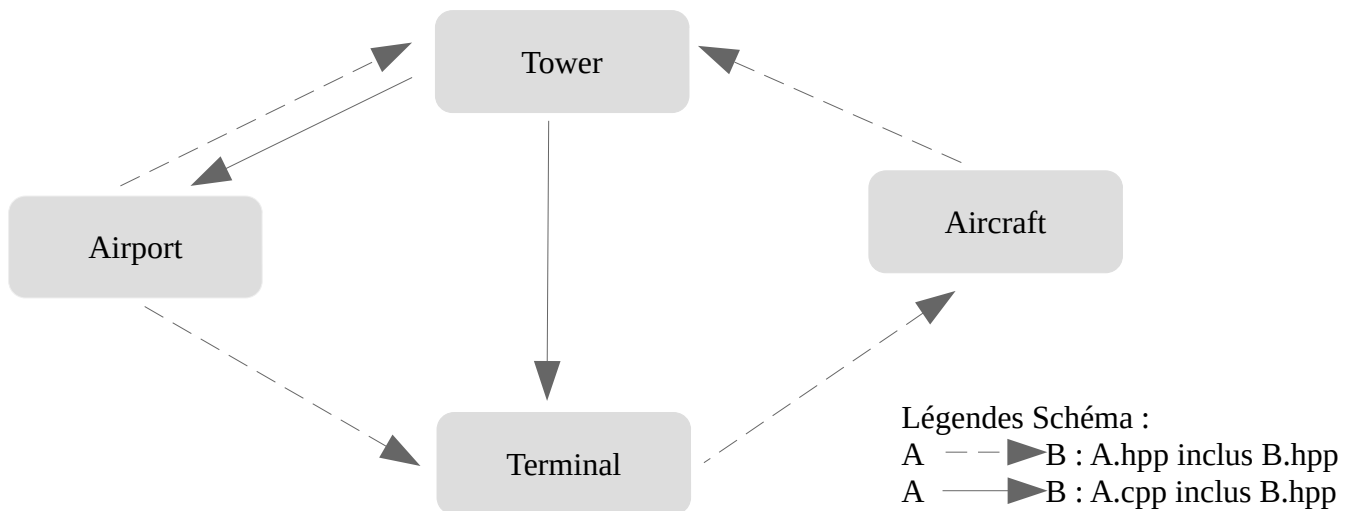 Tower
Aircraft
Airport
Terminal
Légendes Schéma :
A B : A.hpp inclus B.hpp
A B : A.cpp inclus B.hpp